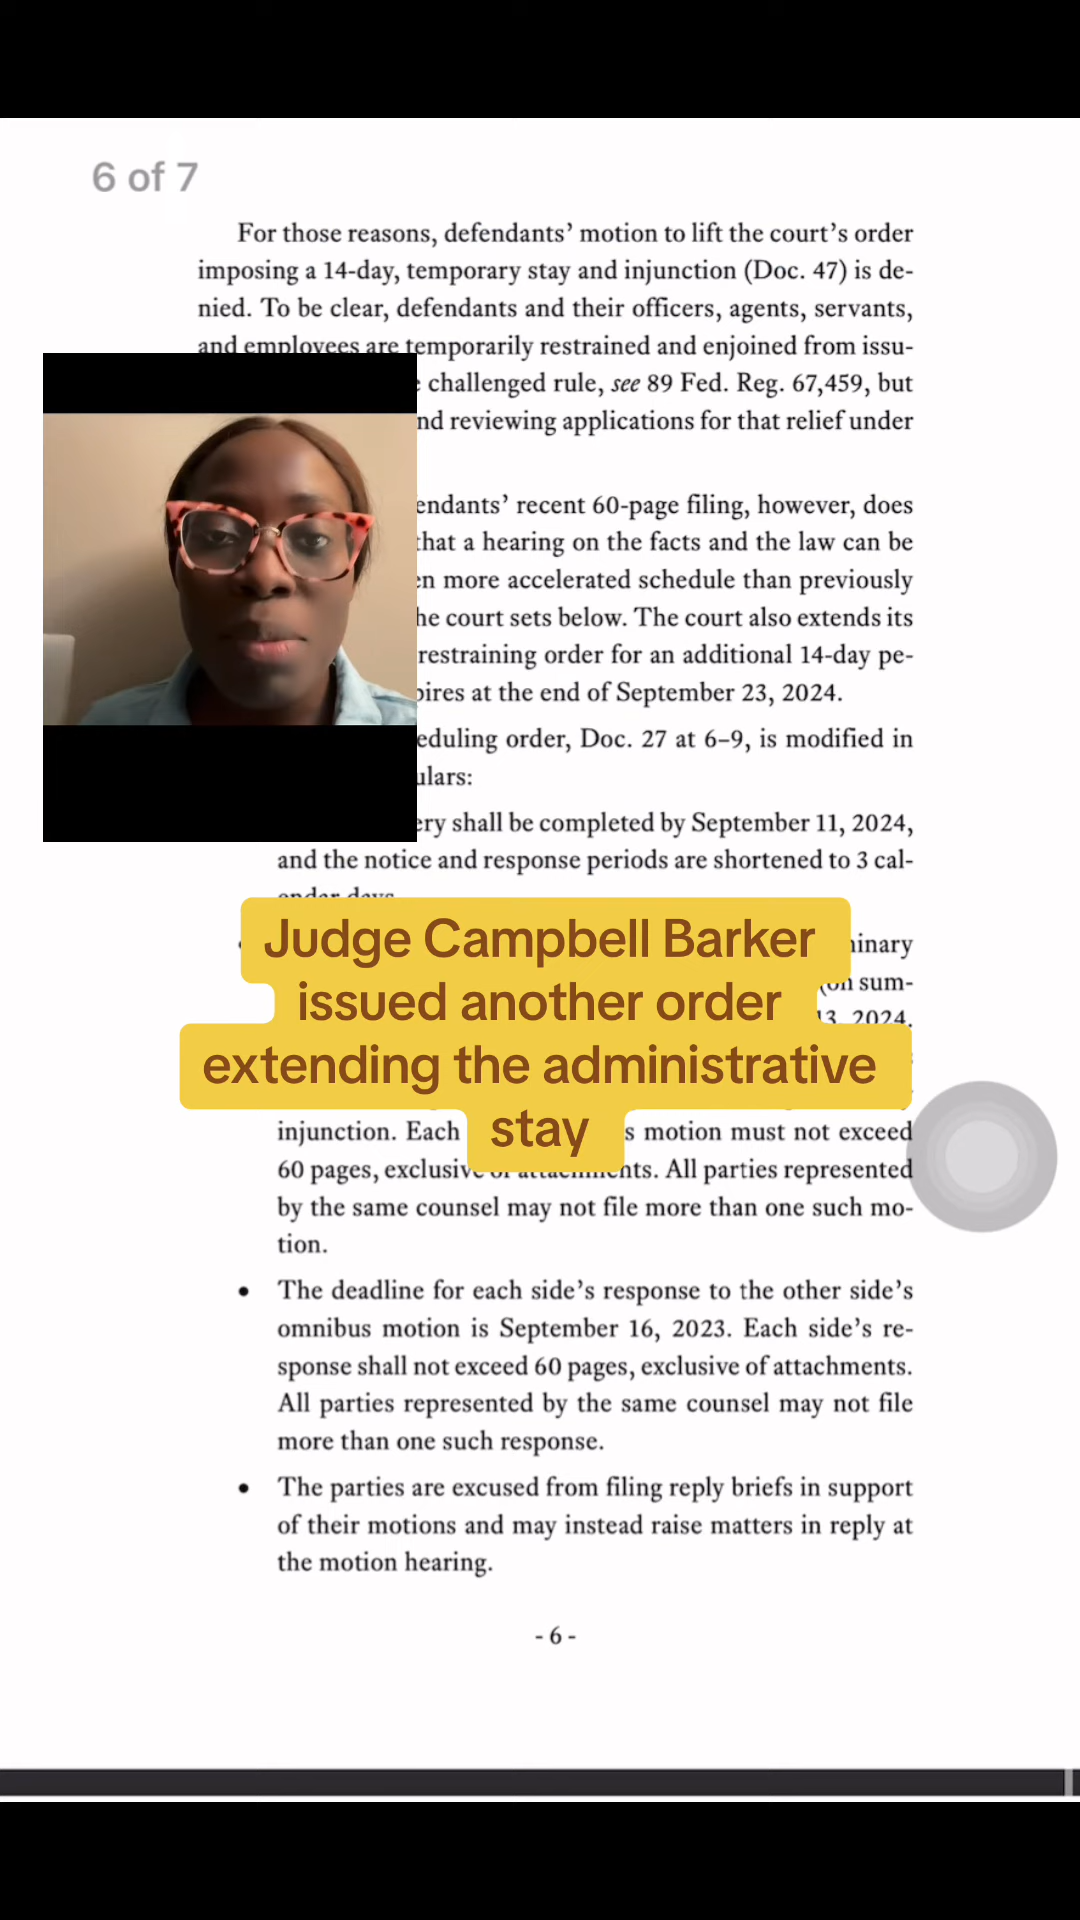 6 of 7
For those reasons, defendants’ motion to lift the court’s order
imposing a 14-day, temporary stay and injunction (Doc. 47) is de-
nied. To be clear, defendants and their officers, agents, servants,
and employees are temporarily restrained and enjoined from issu-
challenged rule, see 89 Fed. Reg. 67,459, but
reviewing applications for that relief under
recent 60-page filing, however, does
that a hearing on the facts and the law can be
more accelerated schedule than previously
court sets below. The court also extends its
restraining order for an additional 14-day pe-
at the end of September 23, 2024.
order, Doc. 27 at 6–9, is modified in
shall be completed by September 11, 2024,
and the notice and response periods are shortened to 3 cal-
Judge Campbell Barker
issued another order
extending the administrative
stay
sum-
2024.
injunction. Each
motion must not exceed
60 pages, All parties represented
by the same counsel may not file more than one such mo-
tion.
• The deadline for each side’s response to the other side’s
omnibus motion is September 16, 2023. Each side’s re-
sponse shall not exceed 60 pages, exclusive of attachments.
All parties represented by the same counsel may not file
more than one such response.
• The parties are excused from filing reply briefs in support
of their motions and may instead raise matters in reply at
the motion hearing.
- 6 -